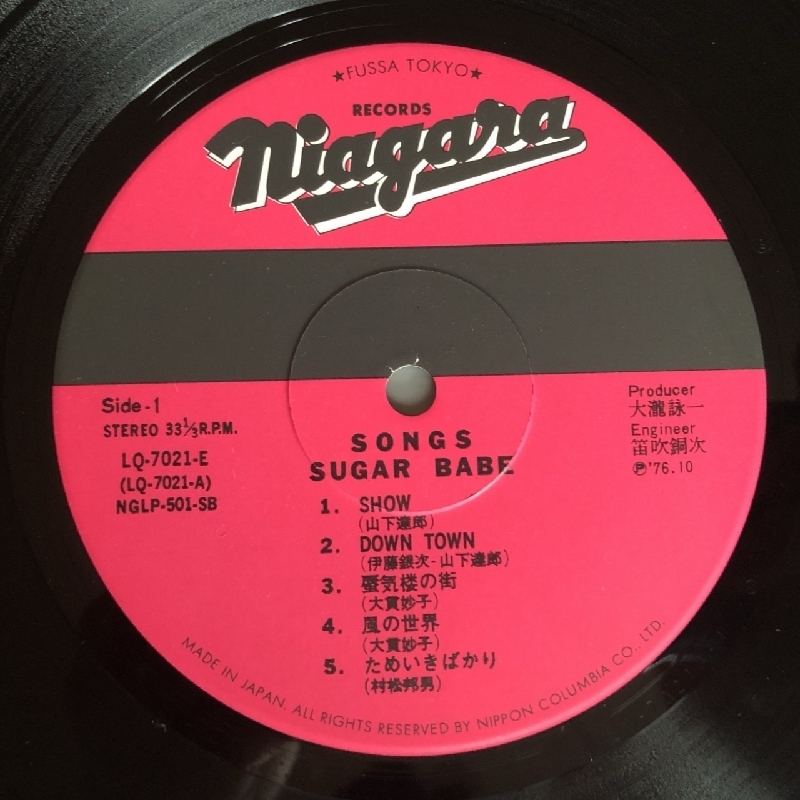 ★FUSSA TOKYO★
RECORDS
Niagara
Side-1
STEREO 33⅓R.P.M.
LQ-7021-E
(LQ-7021-A)
NGLP-501-SB
Producer
大瀧詠一
Engineer
笛吹銅次
Ⓟ'76.10
SONGS
SUGAR BABE
1. SHOW
(山下達郎)
2. DOWN TOWN
(伊藤銀次-山下達郎)
3. 蜃気楼の街
(大貫妙子)
4. 風の世界
(大貫妙子)
5. ためいきばかり
(村松邦男)
MADE IN JAPAN. ALL RIGHTS RESERVED BY NIPPON COLUMBIA CO., LTD.